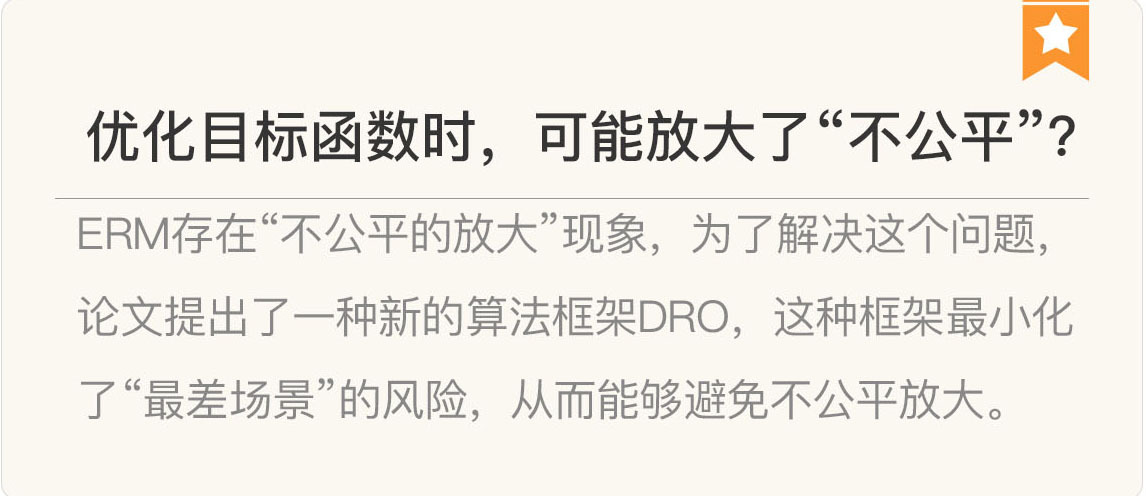 优化目标函数时，可能放大了“不公平”？
ERM存在“不公平的放大”现象，为了解决这个问题，
论文提出了一种新的算法框架DRO，这种框架最小化
了“最差场景”的风险，从而能够避免不公平放大。